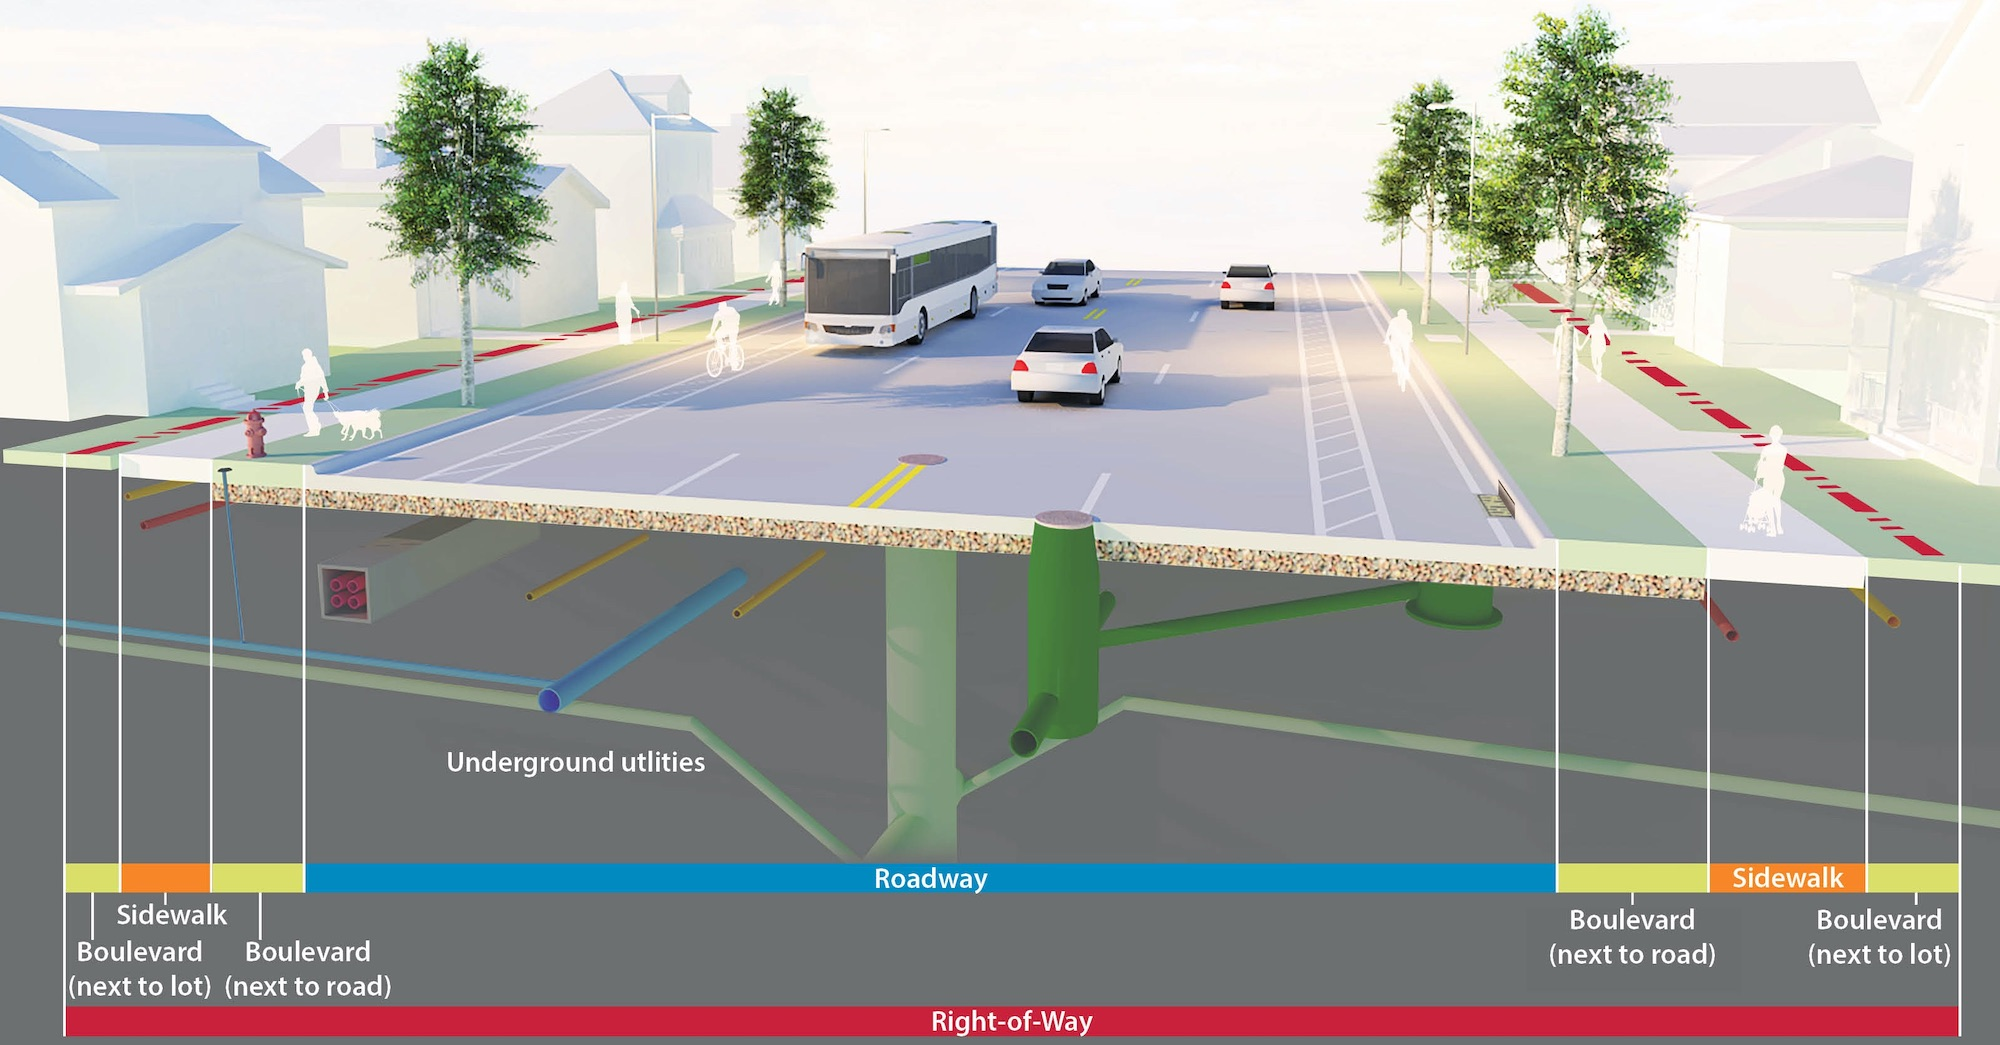 Underground utlities
Roadway
Sidewalk
Sidewalk
Boulevard
(next to lot)
Boulevard
(next to road)
Boulevard
(next to road)
Boulevard
(next to lot)
Right-of-Way